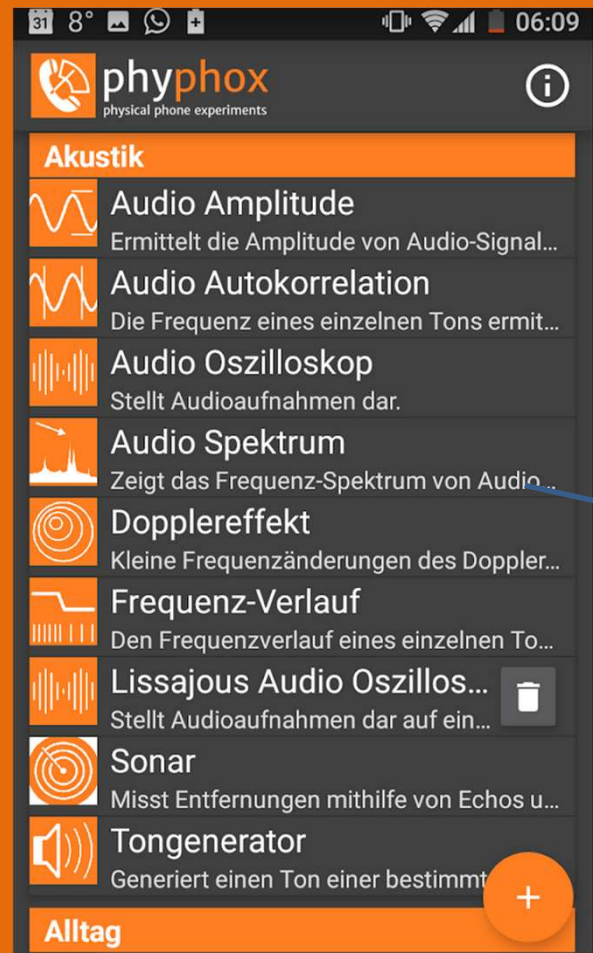 31 8° 06:09
phyphox
physical phone experiments
Akustik
Audio Amplitude
Ermittelt die Amplitude von Audio-Signal...
Audio Autokorrelation
Die Frequenz eines einzelnen Tons ermit...
Audio Oszilloskop
Stellt Audioaufnahmen dar.
Audio Spektrum
Zeigt das Frequenz-Spektrum von Audio...
Dopplereffekt
Kleine Frequenzänderungen des Doppler...
Frequenz-Verlauf
Den Frequenzverlauf eines einzelnen To...
Lissajous Audio Oszillos...
Stellt Audioaufnahmen dar auf ein...
Sonar
Misst Entfernungen mithilfe von Echos u...
Tongenerator
Generiert einen Ton einer bestimmt
Alltag